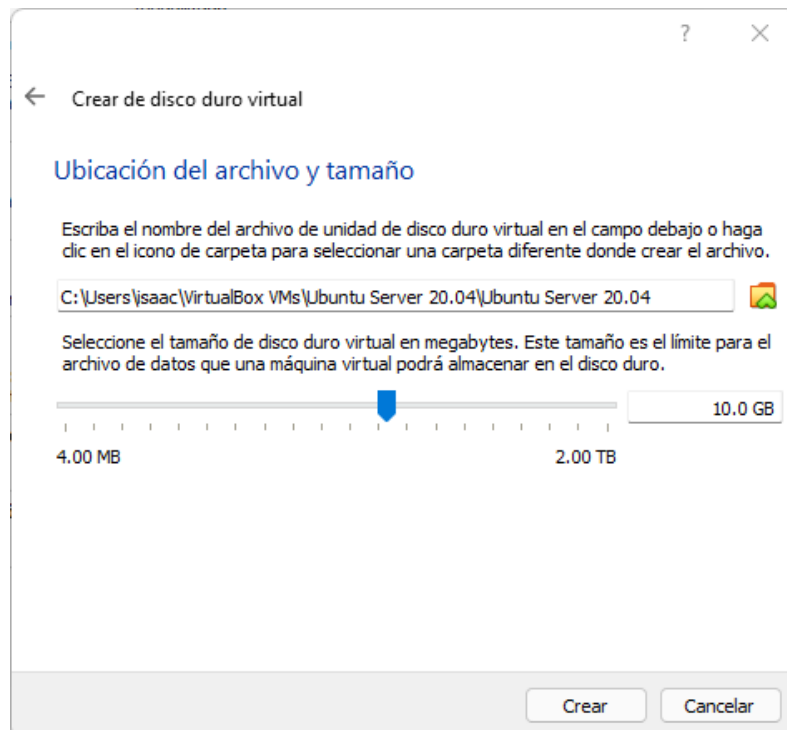 ?
Crear de disco duro virtual
Ubicación del archivo y tamaño
Escriba el nombre del archivo de unidad de disco duro virtual en el campo debajo o haga
clic en el icono de carpeta para seleccionar una carpeta diferente donde crear el archivo.
C:\Users\isaac\VirtualBox VMs\Ubuntu Server 20.04\Ubuntu Server 20.04
Seleccione el tamaño de disco duro virtual en megabytes. Este tamaño es el límite para el
archivo de datos que una máquina virtual podrá almacenar en el disco duro.
10.0 GB
4.00 MB 2.00 TB
Crear Cancelar